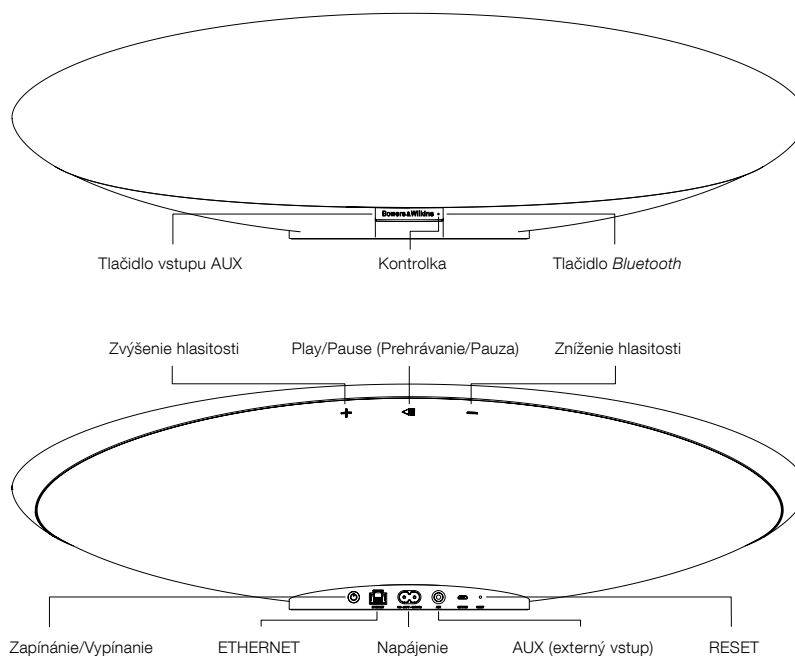 Bowers & Wilkins
Tlačidlo vstupu AUX
Kontrolka
Tlačidlo Bluetooth
Zvýšenie hlasitosti
Play/Pause (Prehrávanie/Pauza)
Zníženie hlasitosti
Zapínánie/Vypínanie
ETHERNET
Napájenie
AUX (externý vstup)
RESET